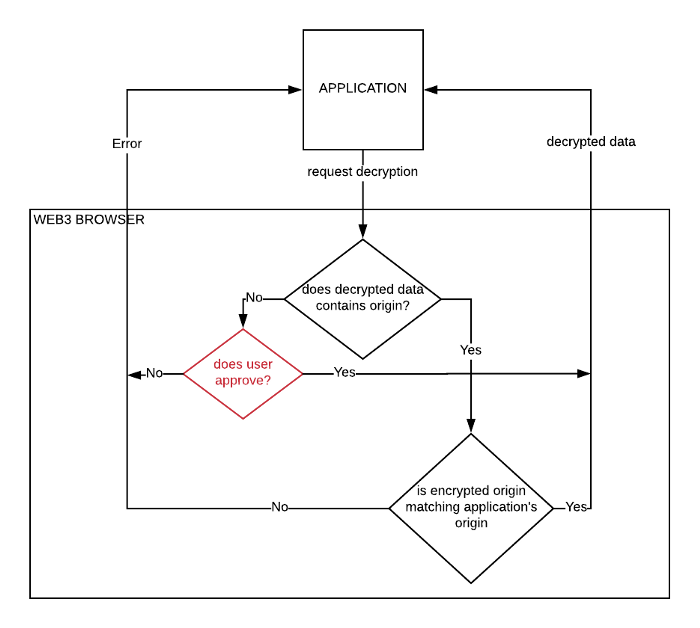 APPLICATION
Error
decrypted data
request decryption
WEB3 BROWSER
does decrypted data
contains origin?
No
Yes
does user
approve?
No
Yes
is encrypted origin
matching application's
origin
No
Yes